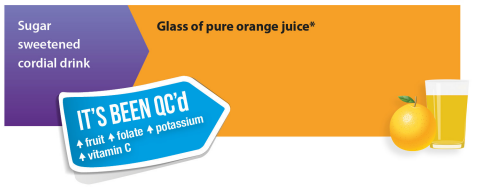 Sugar
sweetened
cordial drink
Glass of pure orange juice*
IT'S BEEN QC'd
↑ fruit ↑ folate ↑ potassium
↑ vitamin C